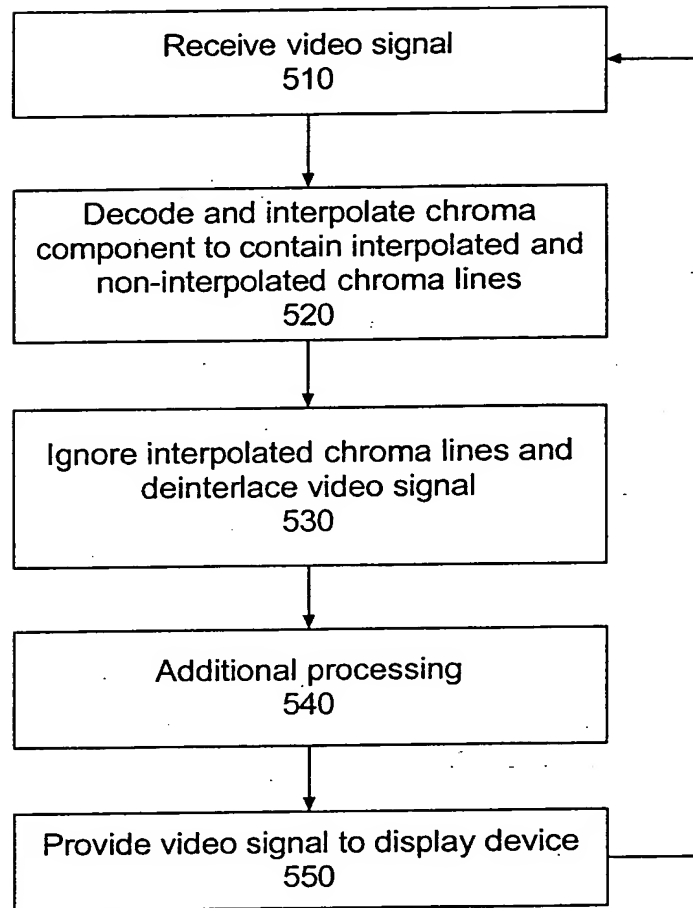 Receive video signal
510
Decode and interpolate chroma
component to contain interpolated and
non-interpolated chroma lines
520
Ignore interpolated chroma lines and
deinterlace video signal
530
Additional processing
540
Provide video signal to display device
550